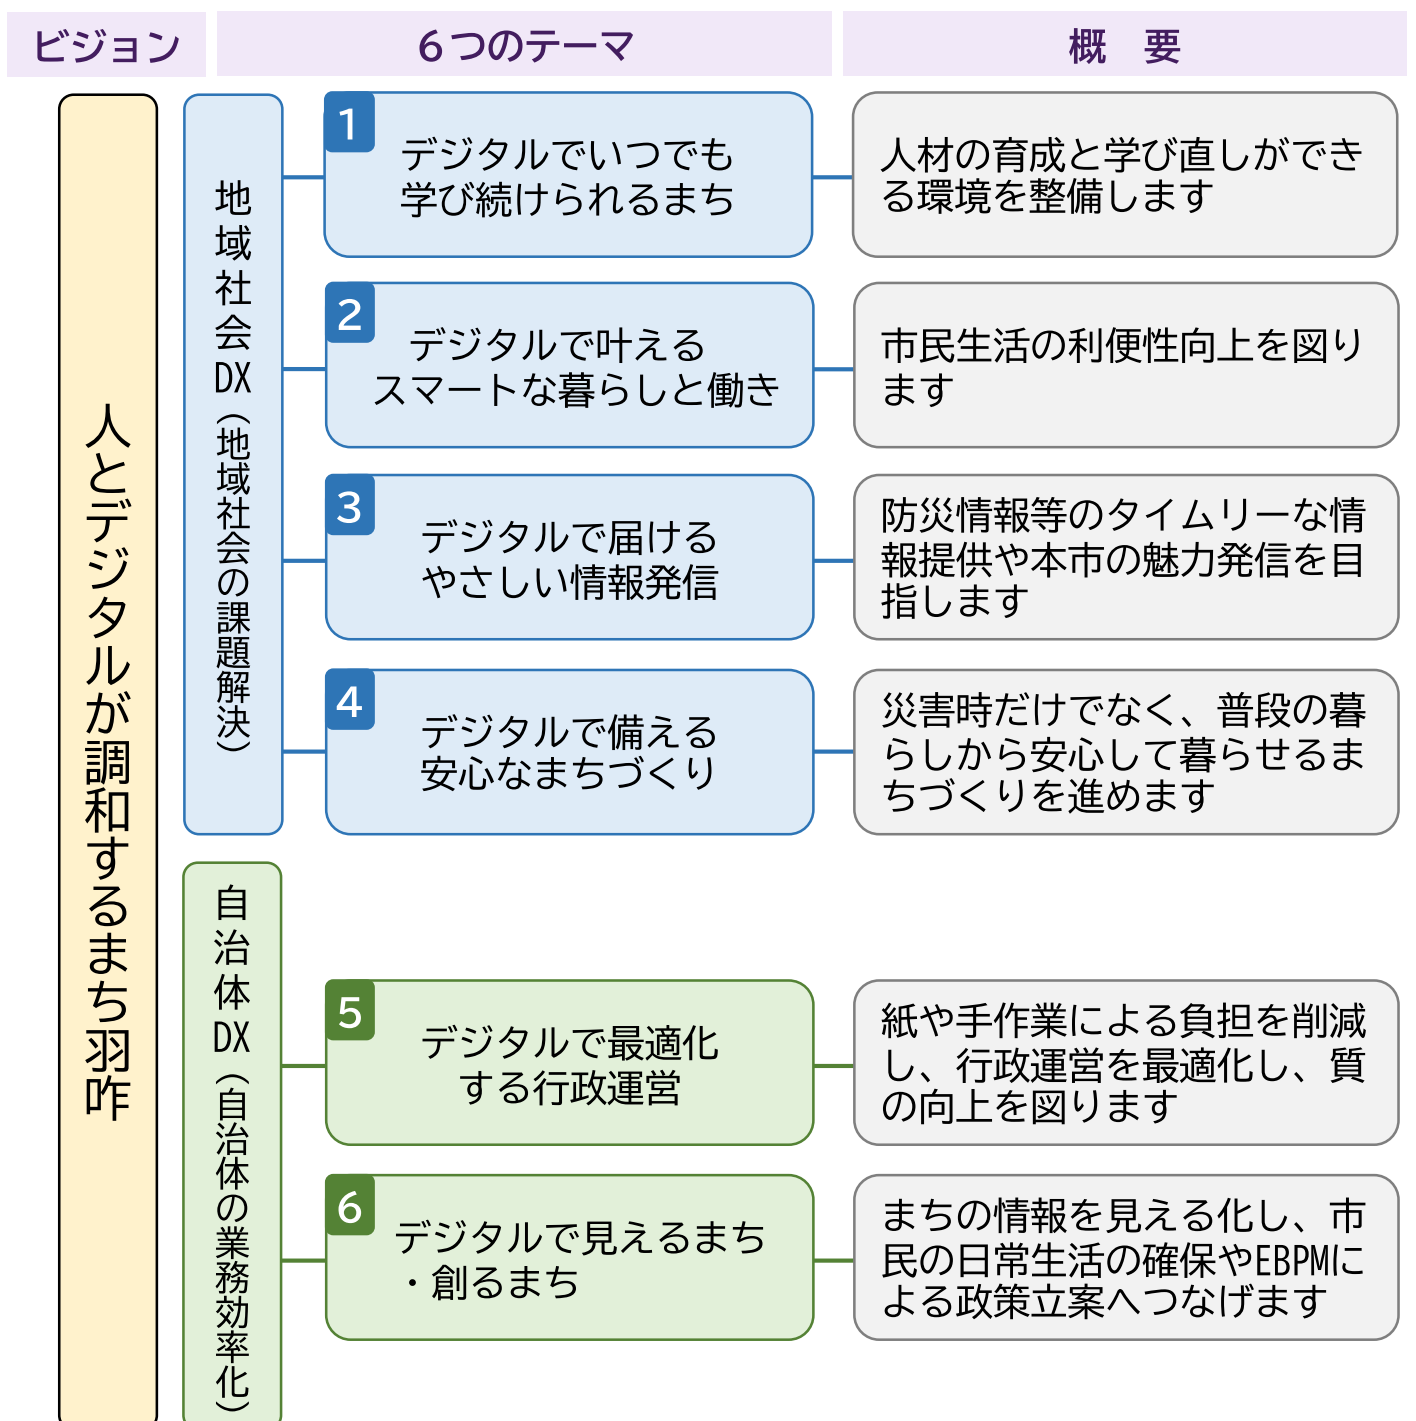 ビジョン
6つのテーマ
概　要
人とデジタルが調和するまち羽咋
地域社会DX（地域社会の課題解決）
1
デジタルでいつでも
学び続けられるまち
人材の育成と学び直しができ
る環境を整備します
2
デジタルで叶える
スマートな暮らしと働き
市民生活の利便性向上を図り
ます
3
デジタルで届ける
やさしい情報発信
防災情報等のタイムリーな情
報提供や本市の魅力発信を目
指します
4
デジタルで備える
安心なまちづくり
災害時だけでなく、普段の暮
らしから安心して暮らせるま
ちづくりを進めます
自治体DX（自治体の業務効率化）
5
デジタルで最適化
する行政運営
紙や手作業による負担を削減
し、行政運営を最適化し、質
の向上を図ります
6
デジタルで見えるまち
・創るまち
まちの情報を見える化し、市
民の日常生活の確保やEBPMに
よる政策立案へつなげます